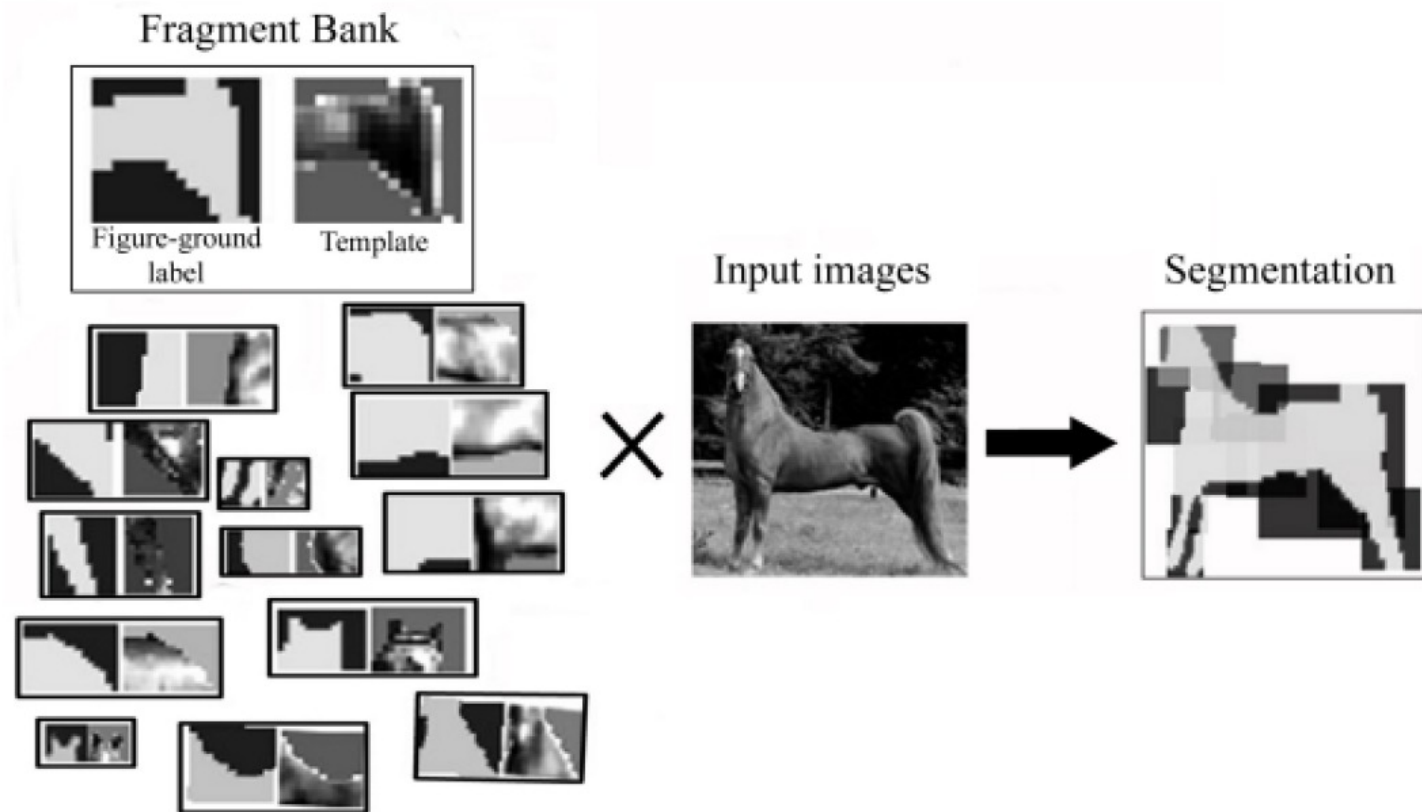 Fragment Bank
Figure-ground
label
Template
Input images
Segmentation